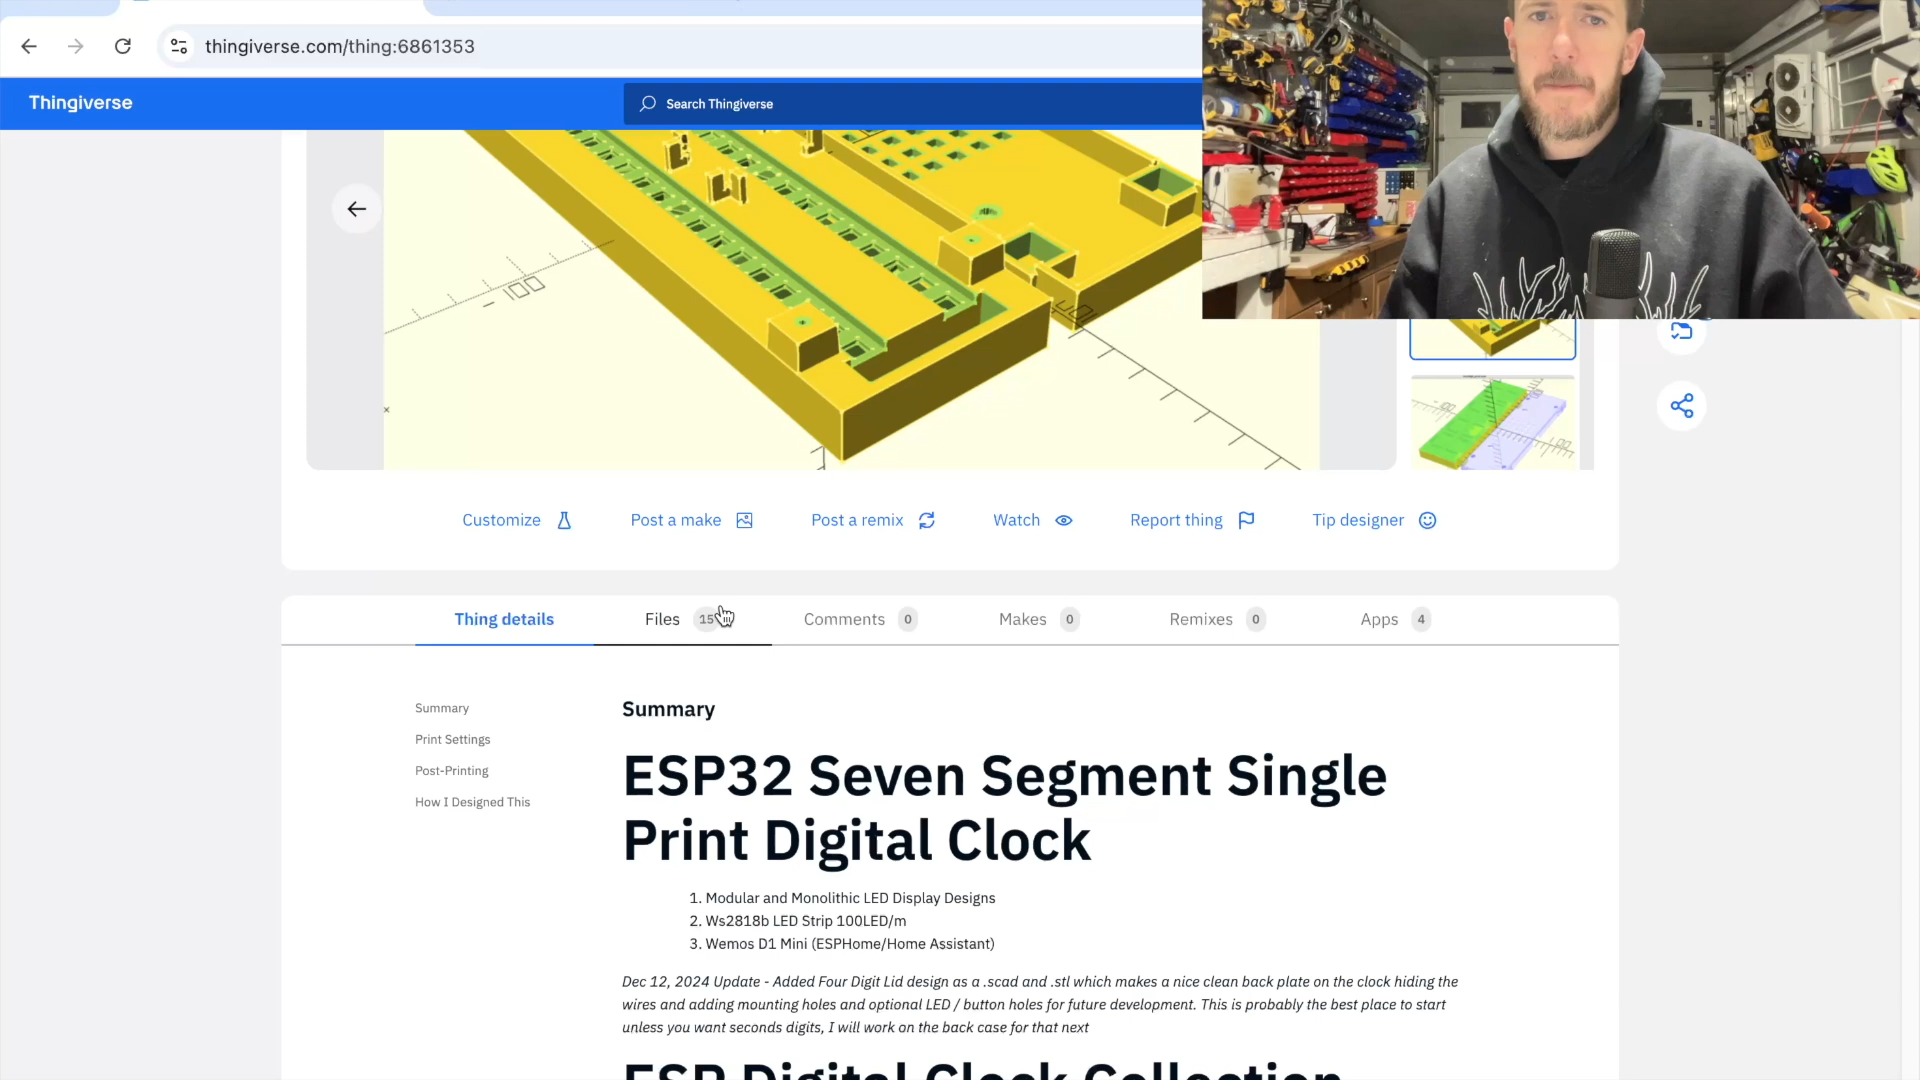 thingiverse.com/thing:6861353
Thingiverse
Search Thingiverse
100
Customize
Post a make
Post a remix
Watch
Report thing
Tip designer
Thing details
Files 15
Comments 0
Makes 0
Remixes 0
Apps 4
Summary
Print Settings
Post-Printing
How I Designed This
Summary
ESP32 Seven Segment Single
Print Digital Clock
1. Modular and Monolithic LED Display Designs
2. Ws2818b LED Strip 100LED/m
3. Wemos D1 Mini (ESPHome/Home Assistant)
Dec 12, 2024 Update - Added Four Digit Lid design as a .scad and .stl which makes a nice clean back plate on the clock hiding the
wires and adding mounting holes and optional LED / button holes for future development. This is probably the best place to start
unless you want seconds digits, I will work on the back case for that next
ESP Digital Clock Collection